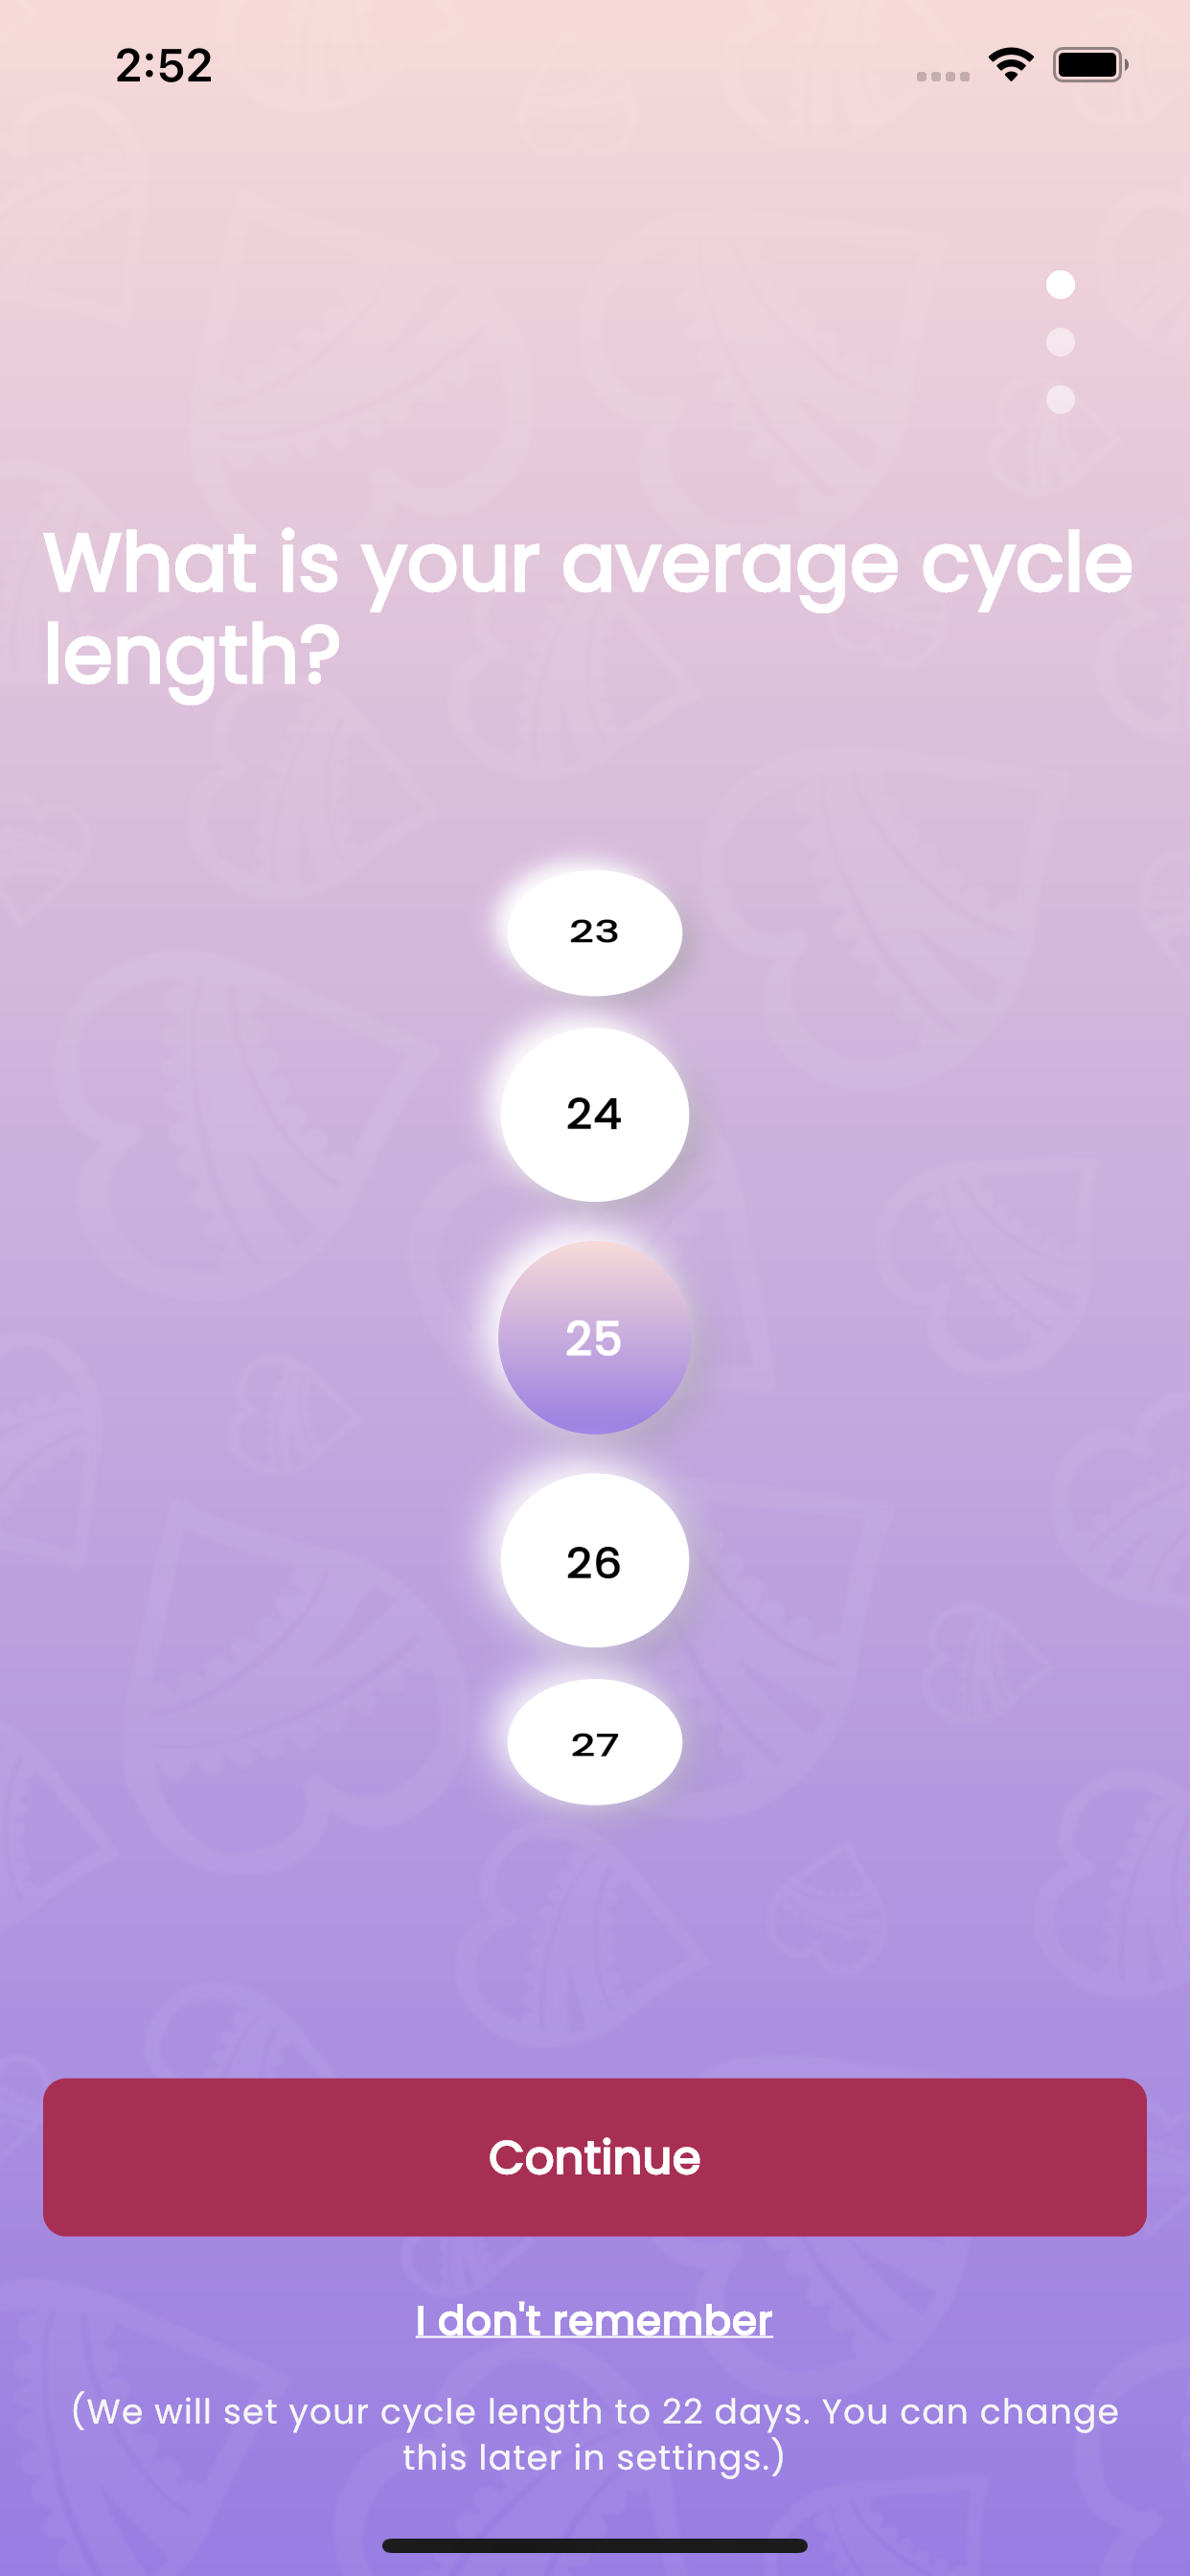 2:52
What is your average cycle
length?
23
24
25
26
27
Continue
I don't remember
(We will set your cycle length to 22 days. You can change
this later in settings.)